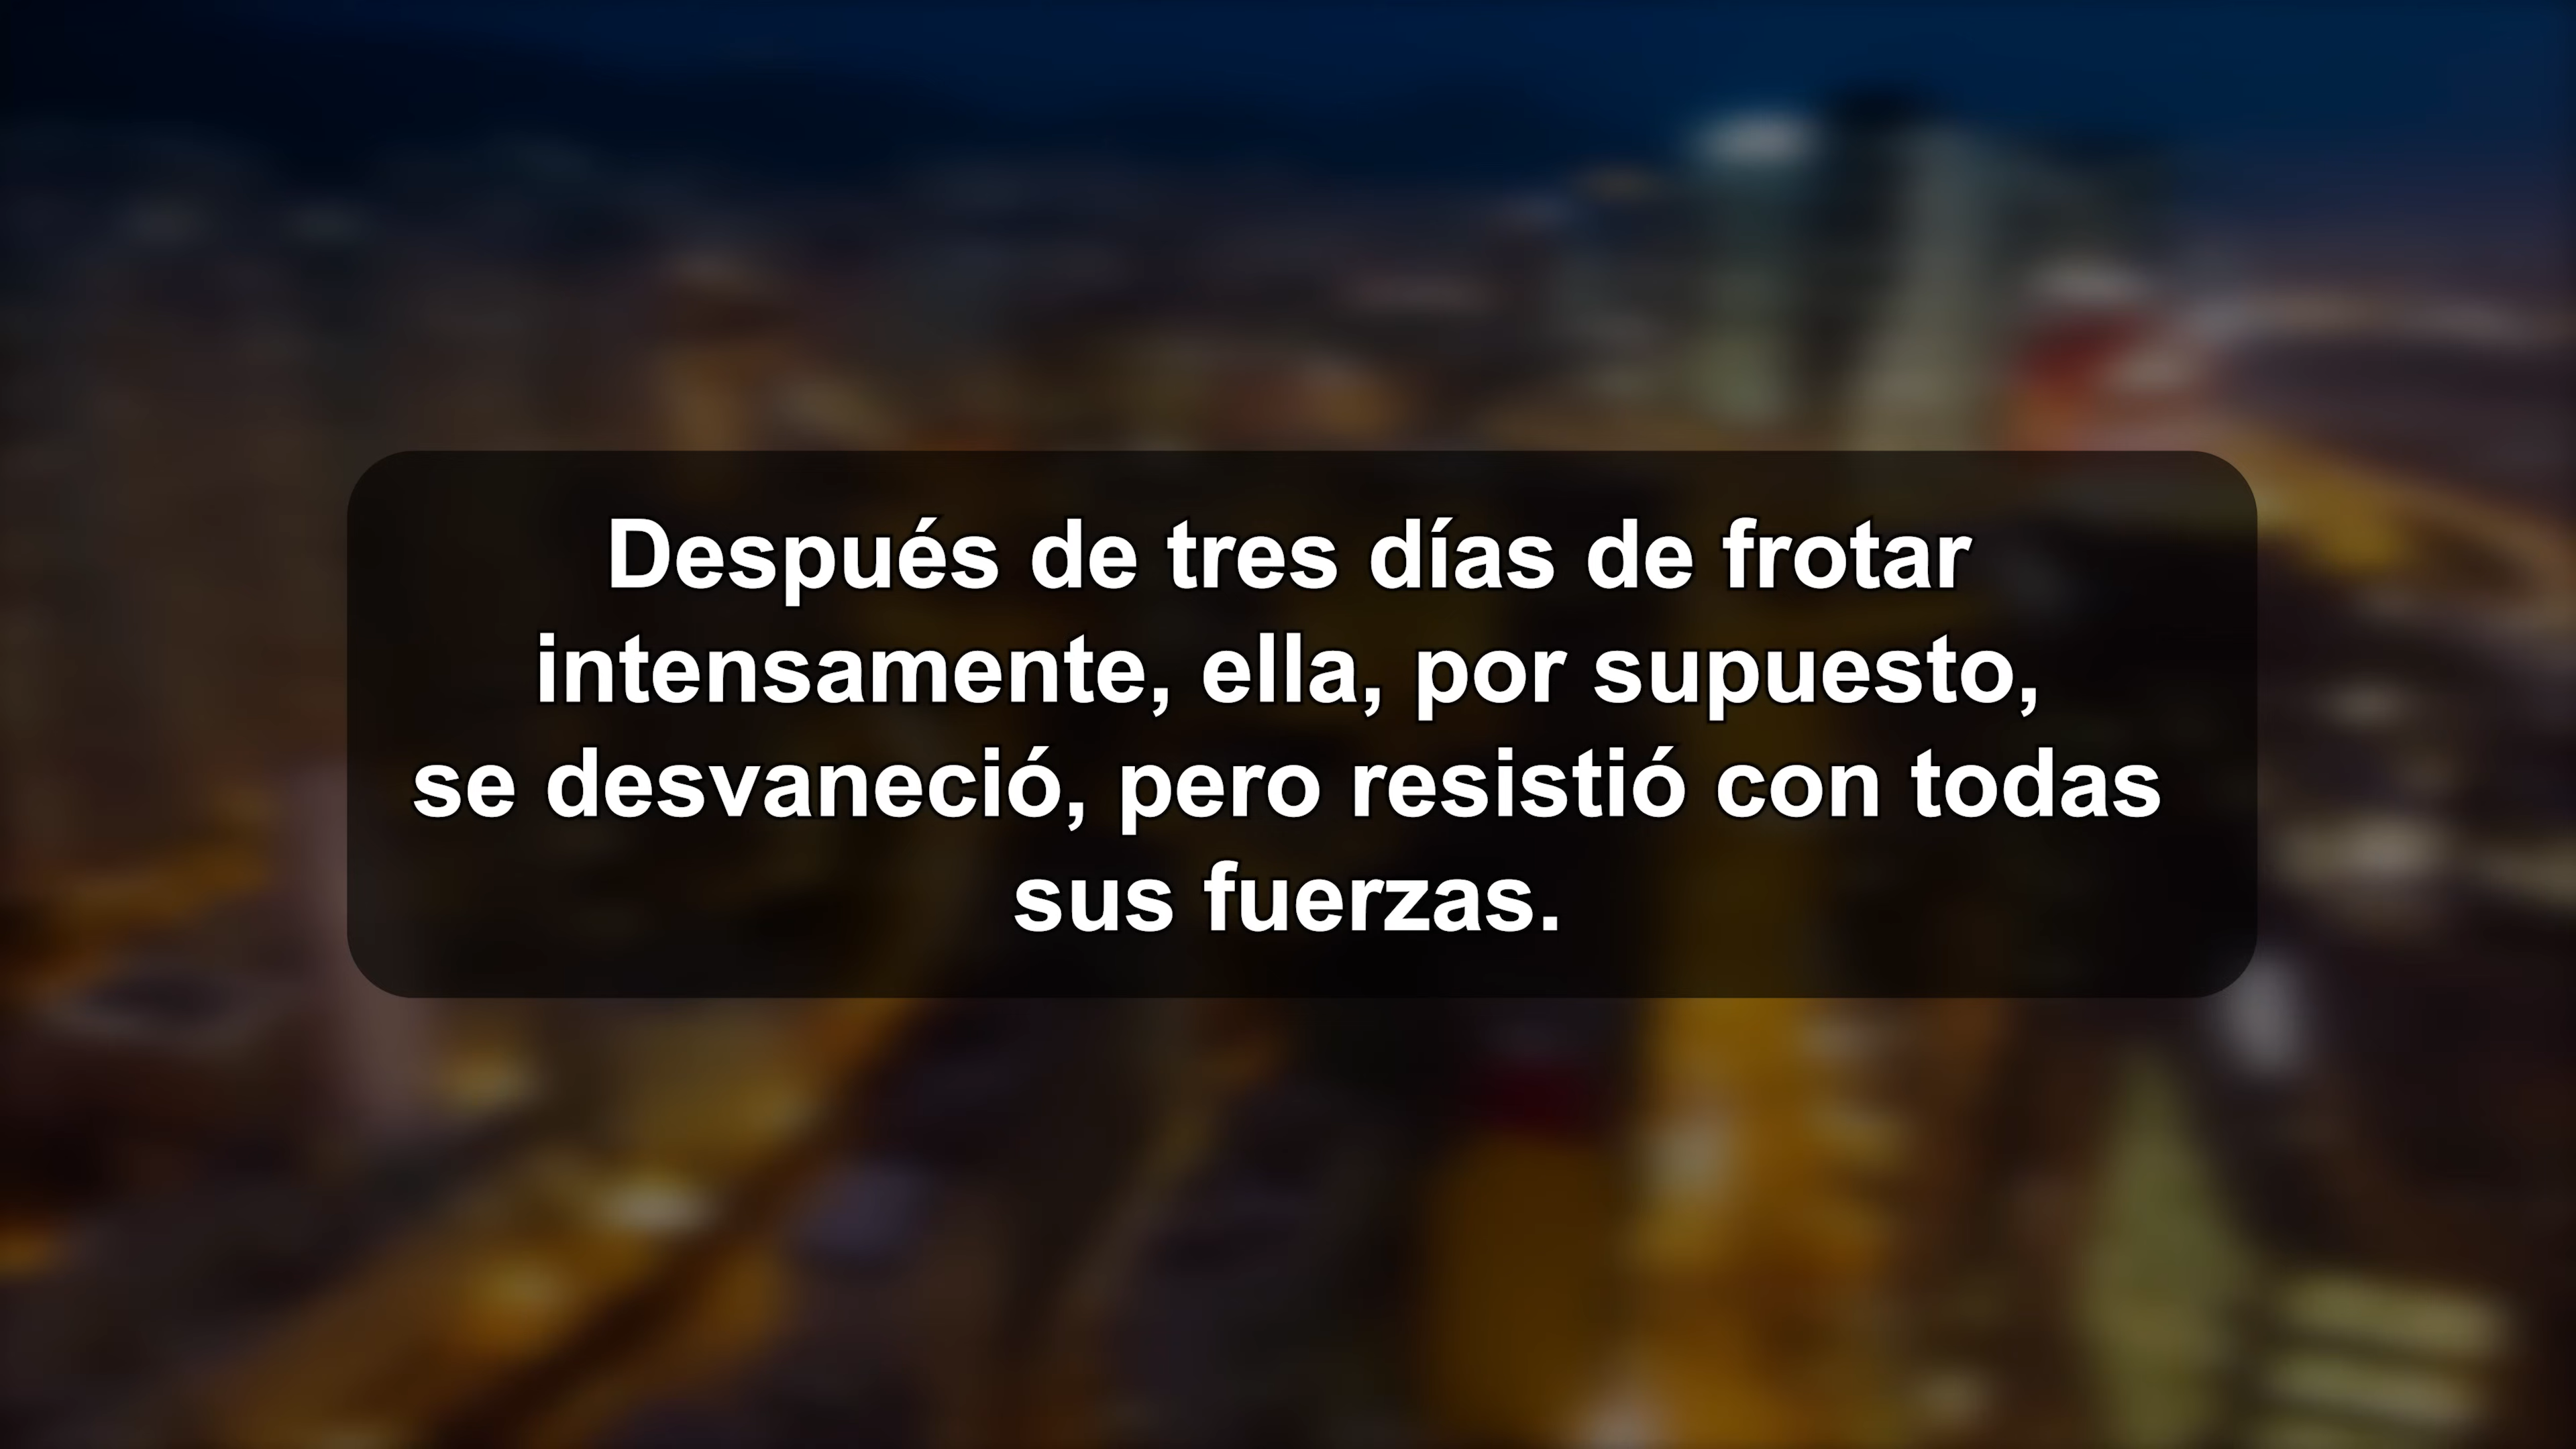 Después de tres días de frotar
intensamente, ella, por supuesto,
se desvaneció, pero resistió con todas
sus fuerzas.